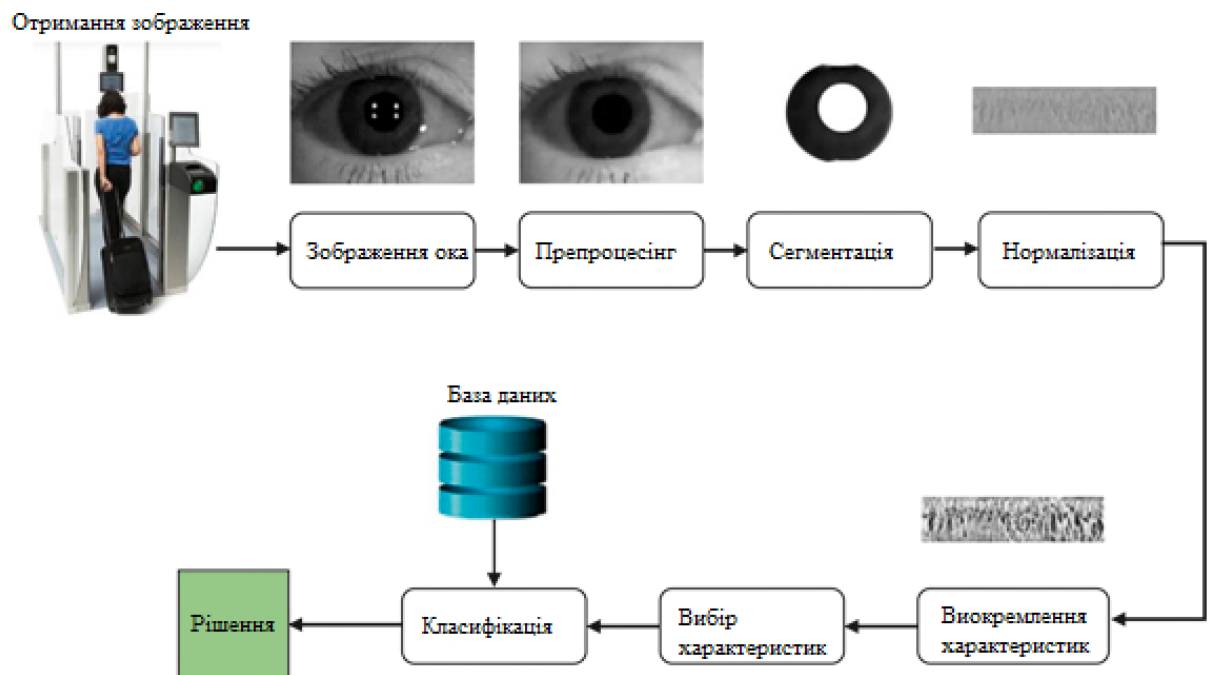 Отримання зображення
Зображення ока
Препроцесінг
Сегментація
Нормалізація
База даних
Рішення
Класифікація
Вибір
характеристик
Виокремлення
характеристик